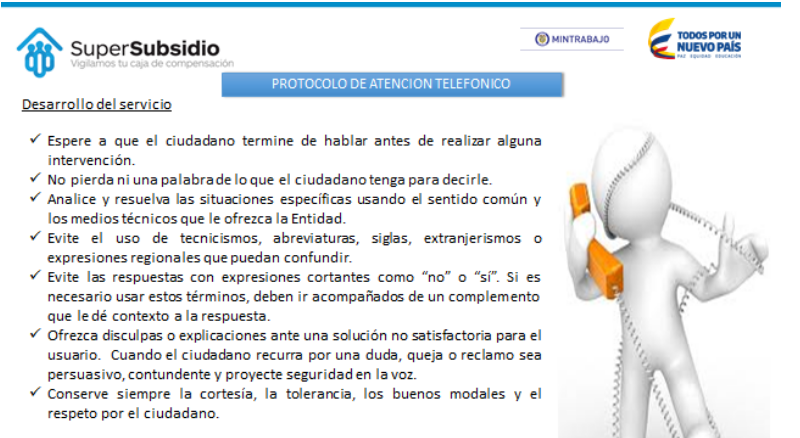 SuperSubsidio
Vigilamos tu caja de compensación
MINTRABAJO
TODOS POR UN
NUEVO PAÍS
PAZ EQUIDAD EDUCACIÓN
PROTOCOLO DE ATENCION TELEFONICO
Desarrollo del servicio
✓ Espere a que el ciudadano termine de hablar antes de realizar alguna
intervención.
✓ No pierda ni una palabra de lo que el ciudadano tenga para decirle.
✓ Analice y resuelva las situaciones específicas usando el sentido común y
los medios técnicos que le ofrezca la Entidad.
✓ Evite el uso de tecnicismos, abreviaturas, siglas, extranjerismos o
expresiones regionales que puedan confundir.
✓ Evite las respuestas con expresiones cortantes como “no” o “sí”. Si es
necesario usar estos términos, deben ir acompañados de un complemento
que le dé contexto a la respuesta.
✓ Ofrezca disculpas o explicaciones ante una solución no satisfactoria para el
usuario. Cuando el ciudadano recurra por una duda, queja o reclamo sea
persuasivo, contundente y proyecte seguridad en la voz.
✓ Conserve siempre la cortesía, la tolerancia, los buenos modales y el
respeto por el ciudadano.